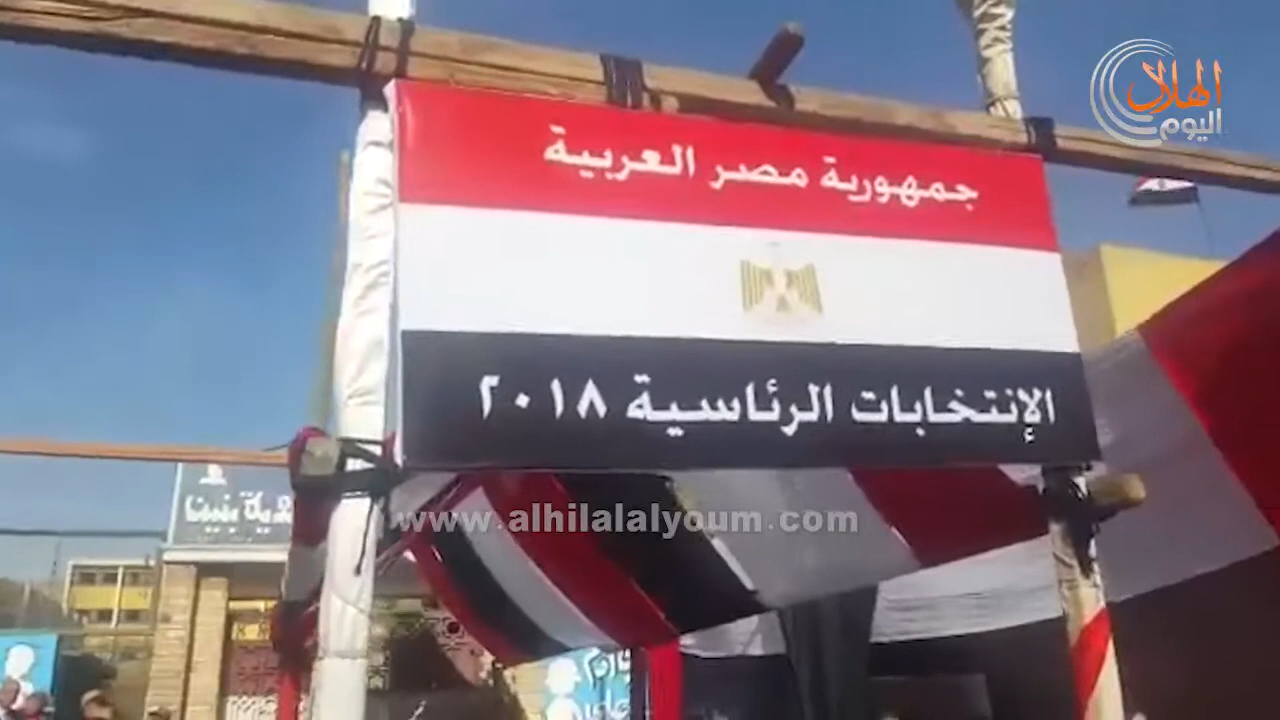 الهلال
اليوم
جمهورية مصر العربية
الإنتخابات الرئاسية ٢٠١٨
www.alhilalalyoum.com